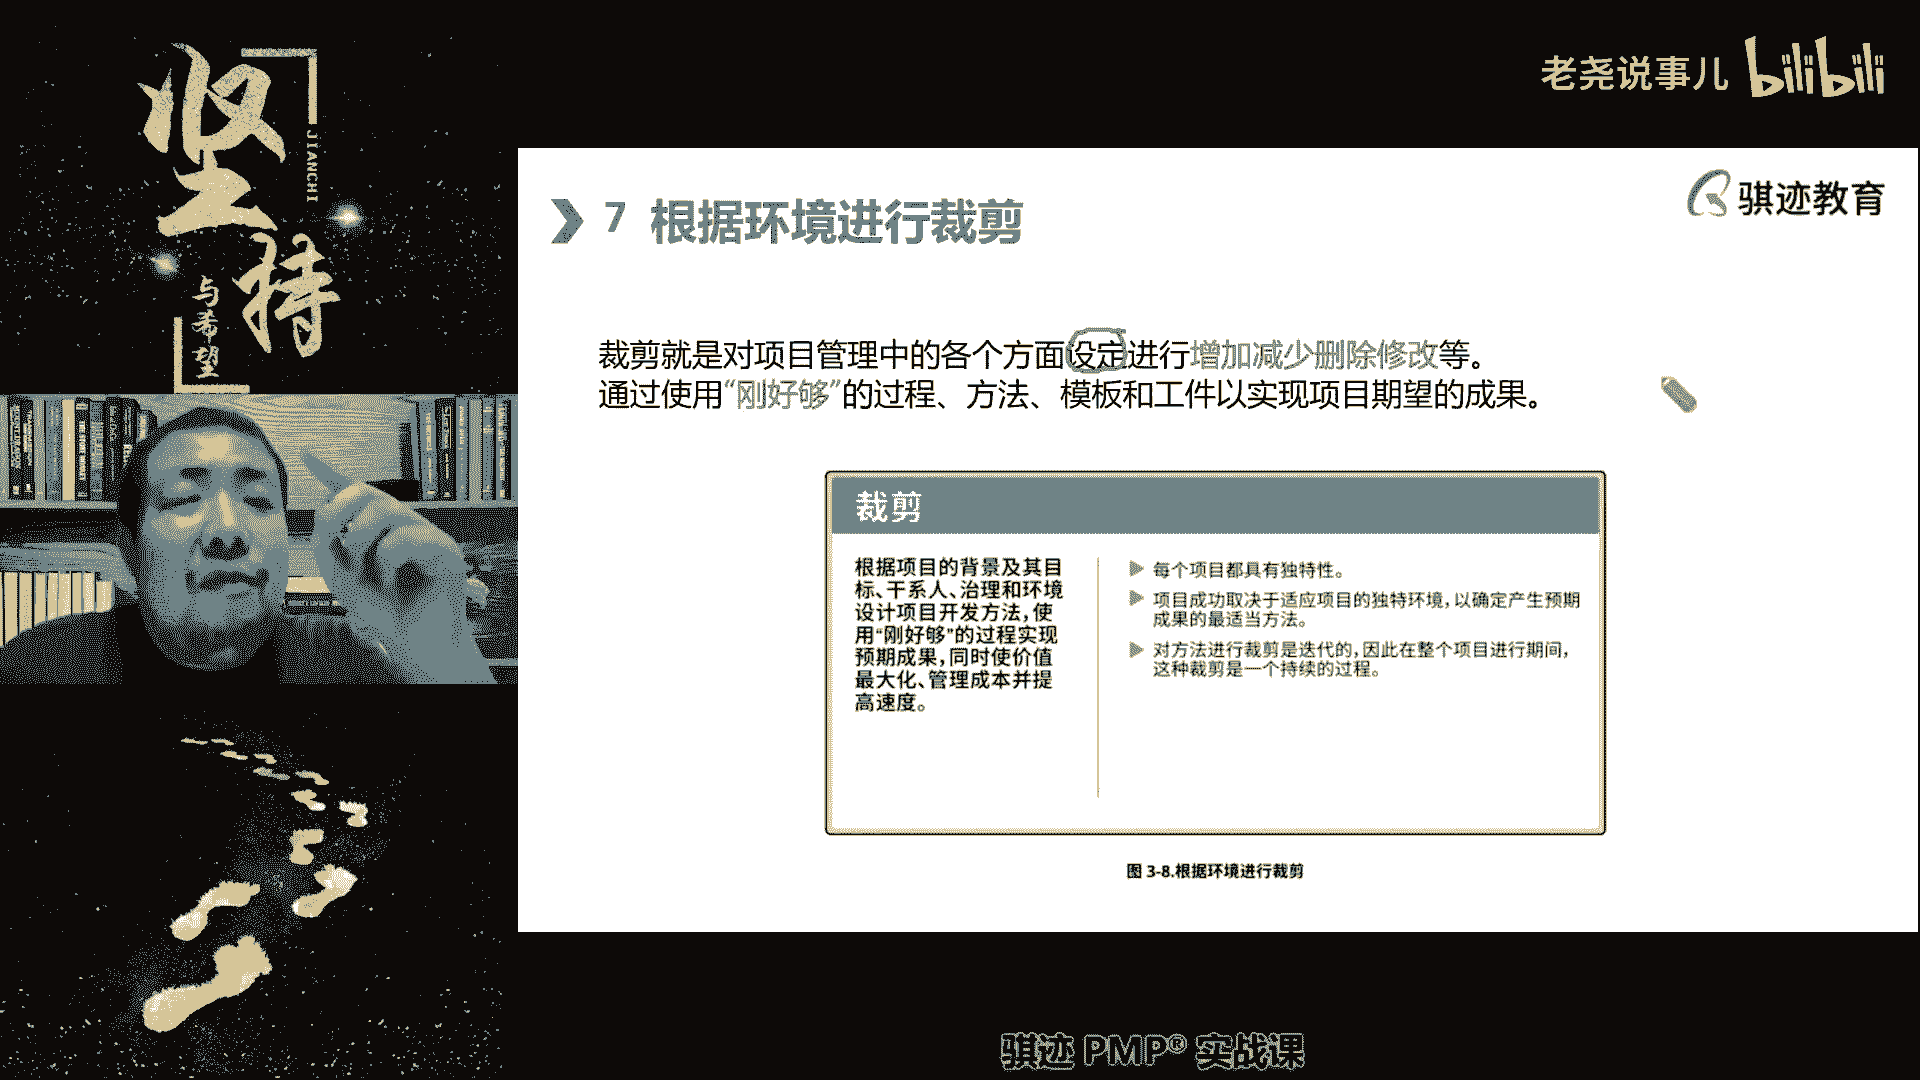 坚持
JIANCHI
与希望
老尧说事儿 bilibili
骐迹教育
7 根据环境进行裁剪
裁剪就是对项目管理中的各个方面设定进行增加减少删除修改等。
通过使用“刚好够”的过程、方法、模板和工件以实现项目期望的成果。
裁剪
根据项目的背景及其目
标、干系人、治理和环境
设计项目开发方法,使
用“刚好够”的过程实现
预期成果,同时使价值
最大化、管理成本并提
高速度。
每个项目都具有独特性。
项目成功取决于适应项目的独特环境,以确定产生预期
成果的最适当方法。
对方法进行裁剪是迭代的,因此在整个项目进行期间,
这种裁剪是一个持续的过程。
图 3-8.根据环境进行裁剪
骐迹 PMP® 实战课